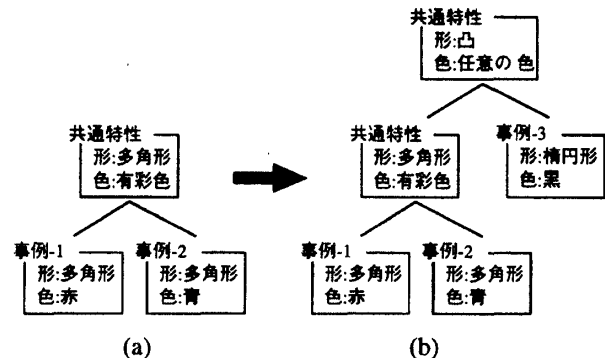 共通特性
形:凸
色:任意の 色
共通特性
形:多角形
色:有彩色
事例-1
形:多角形
色:赤
事例-2
形:多角形
色:青
(a)
共通特性
形:多角形
色:有彩色
事例-3
形:楕円形
色:黒
事例-1
形:多角形
色:赤
事例-2
形:多角形
色:青
(b)